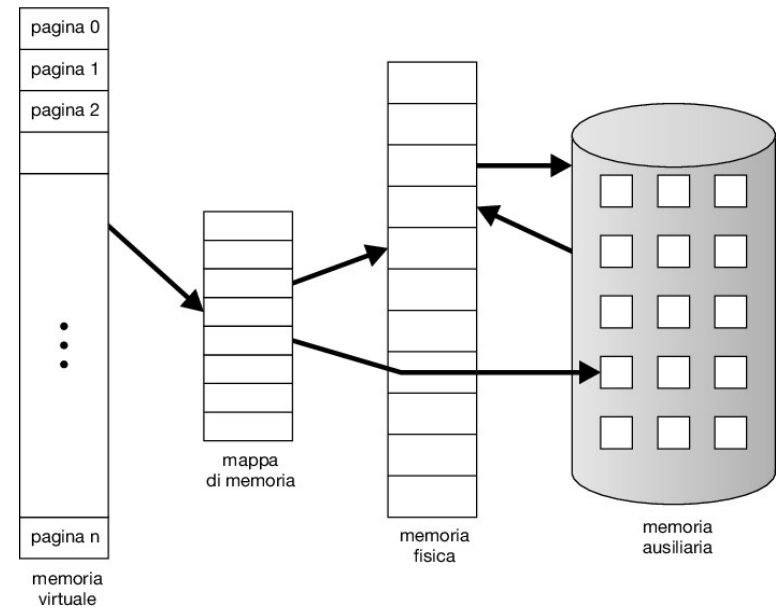 pagina 0
pagina 1
pagina 2
pagina n
memoria
virtuale
mappa
di memoria
memoria
fisica
memoria
ausiliaria